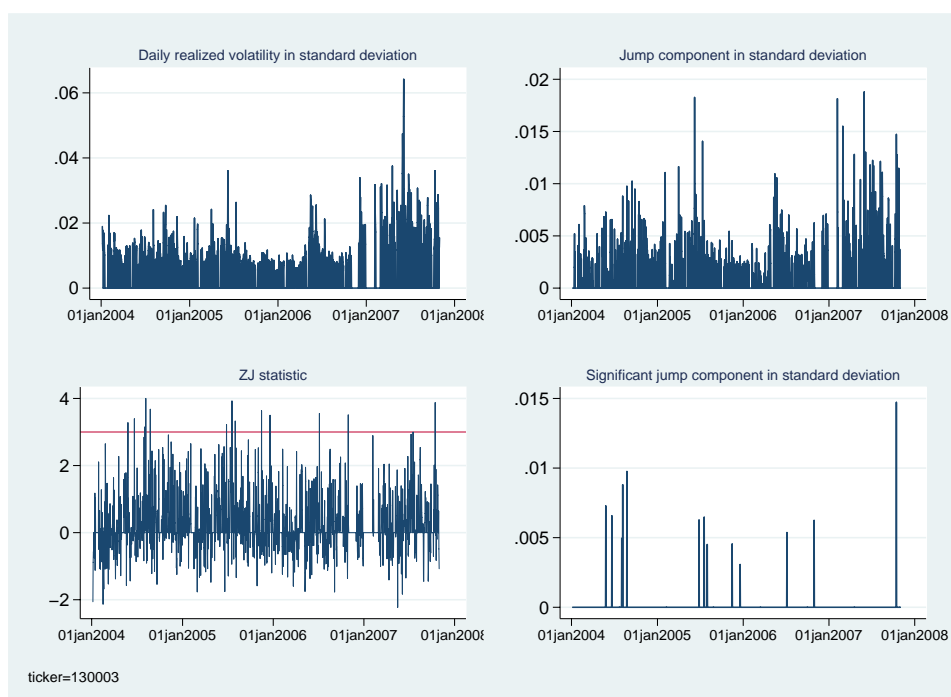 Daily realized volatility in standard deviation
.06
.04
.02
0
01jan2004 01jan2005 01jan2006 01jan2007 01jan2008
Jump component in standard deviation
.02
.015
.01
.005
0
01jan2004 01jan2005 01jan2006 01jan2007 01jan2008
ZJ statistic
4
2
0
−2
01jan2004 01jan2005 01jan2006 01jan2007 01jan2008
Significant jump component in standard deviation
.015
.01
.005
0
01jan2004 01jan2005 01jan2006 01jan2007 01jan2008
ticker=130003